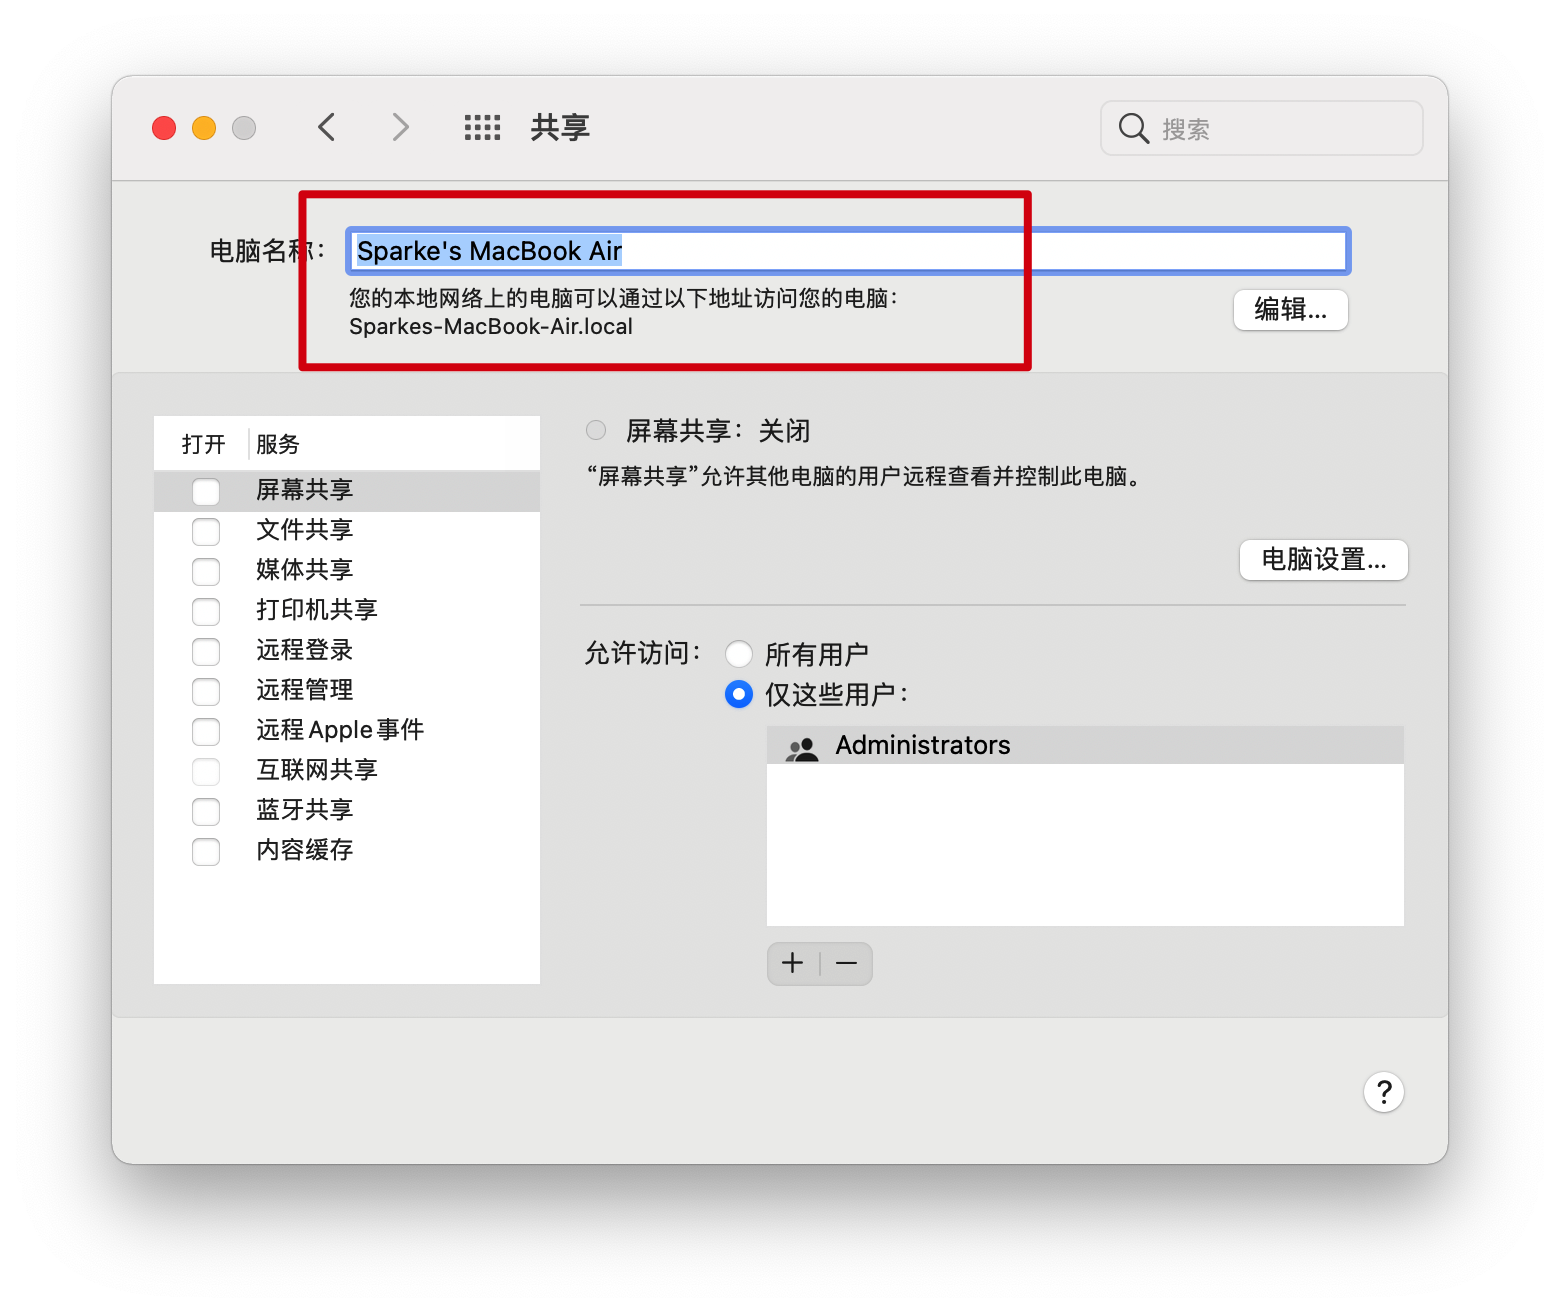 共享
搜索
电脑名称：
Sparke's MacBook Air
您的本地网络上的电脑可以通过以下地址访问您的电脑：
Sparkes-MacBook-Air.local
编辑...
打开 服务
屏幕共享
文件共享
媒体共享
打印机共享
远程登录
远程管理
远程Apple事件
互联网共享
蓝牙共享
内容缓存
屏幕共享：关闭
“屏幕共享”允许其他电脑的用户远程查看并控制此电脑。
电脑设置...
允许访问：
所有用户
仅这些用户：
Administrators
+ −
?